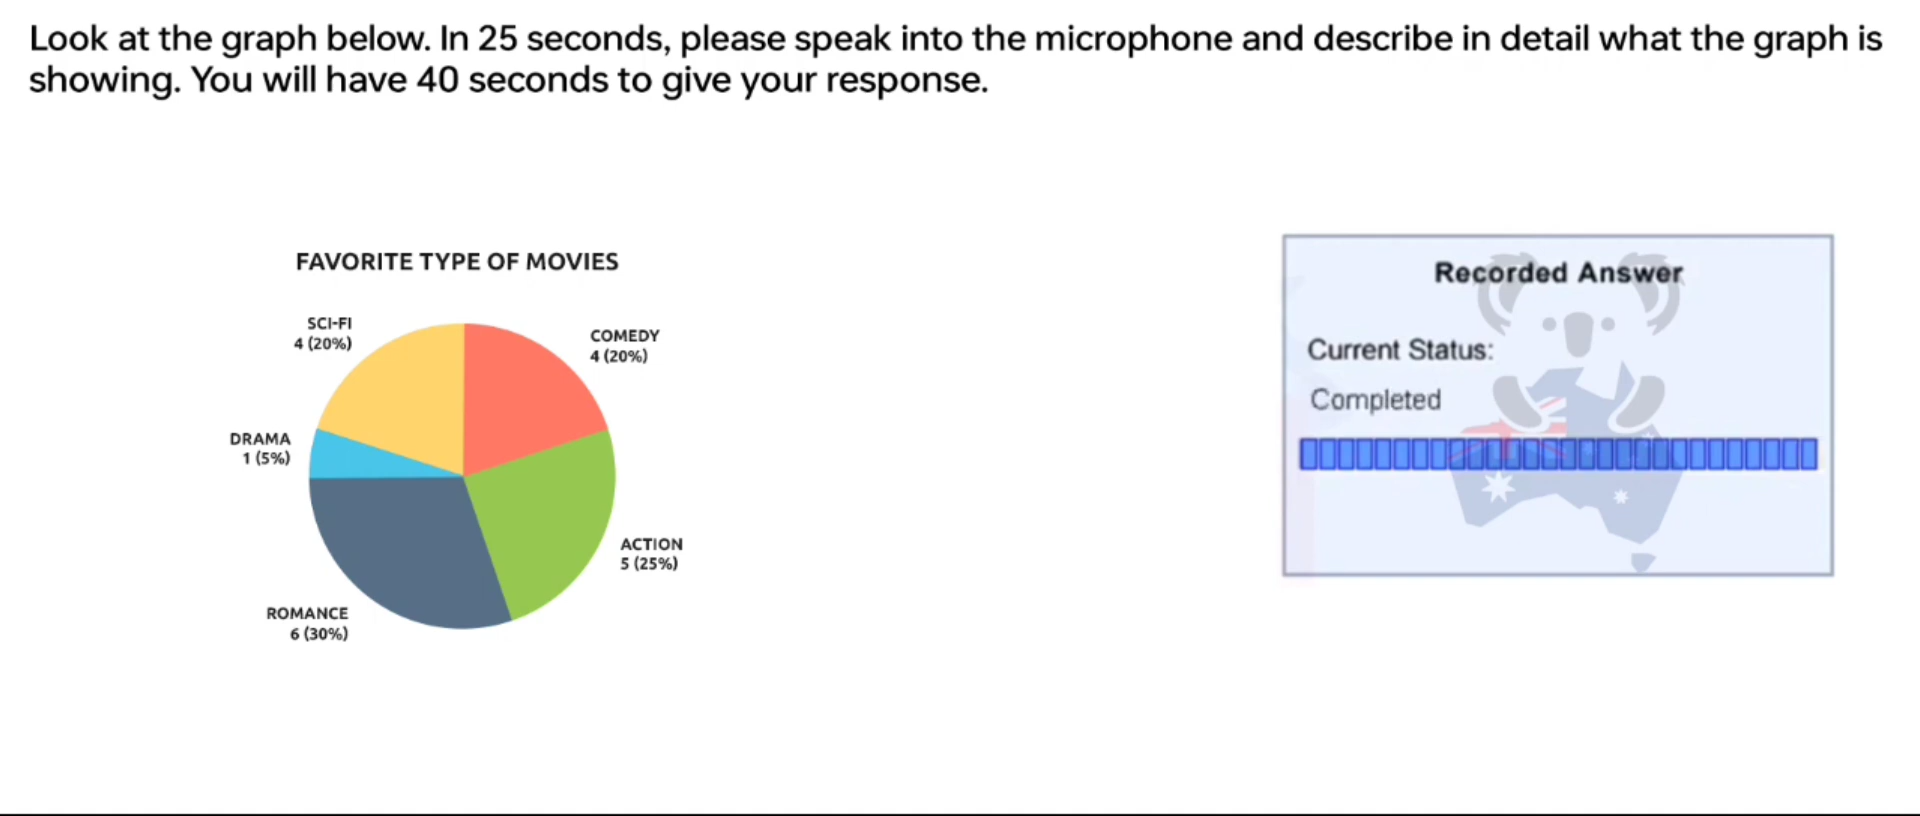 Look at the graph below. In 25 seconds, please speak into the microphone and describe in detail what the graph is
showing. You will have 40 seconds to give your response.
FAVORITE TYPE OF MOVIES
SCI-FI
4 (20%)
COMEDY
4 (20%)
DRAMA
1 (5%)
ACTION
5 (25%)
ROMANCE
6 (30%)
Recorded Answer
Current Status:
Completed